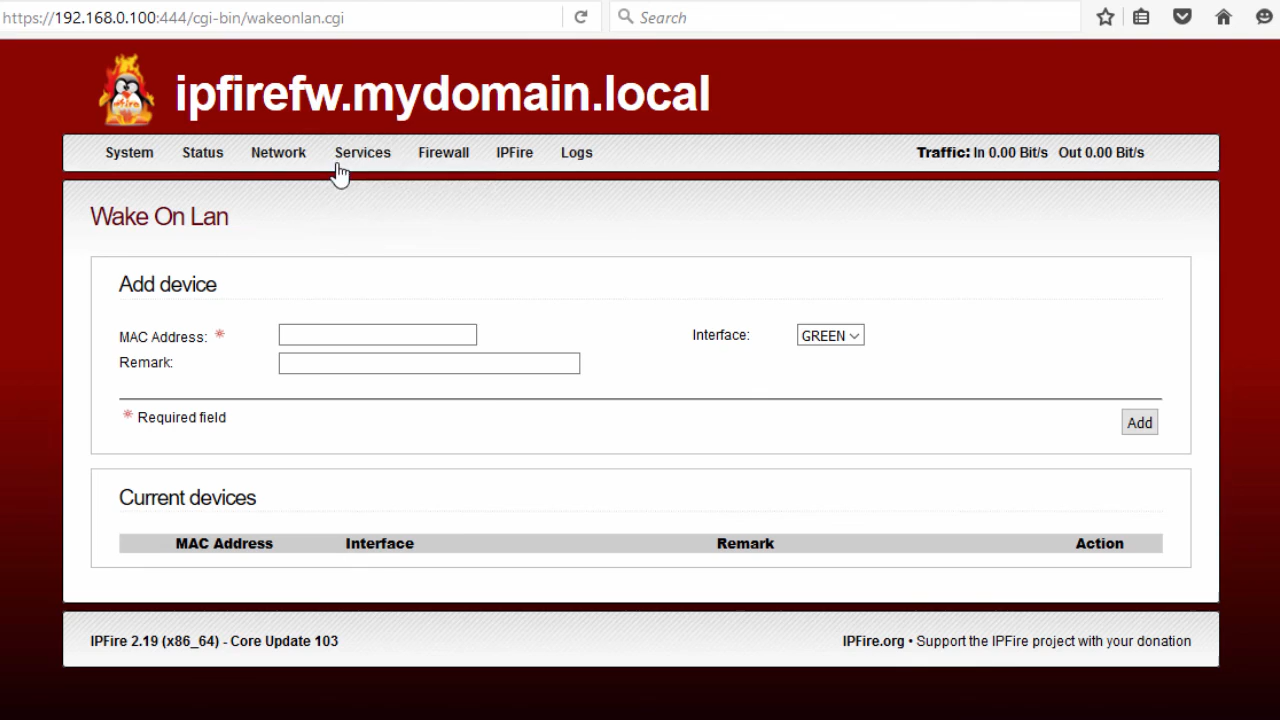 https://192.168.0.100:444/cgi-bin/wakeonlan.cgi
Search
ipfire
ipfirefw.mydomain.local
System Status Network Services Firewall IPFire Logs Traffic: In 0.00 Bit/s Out 0.00 Bit/s
Wake On Lan
Add device
MAC Address: * Interface: GREEN
Remark:
* Required field
Add
Current devices
MAC Address Interface Remark Action
IPFire 2.19 (x86_64) - Core Update 103 IPFire.org • Support the IPFire project with your donation